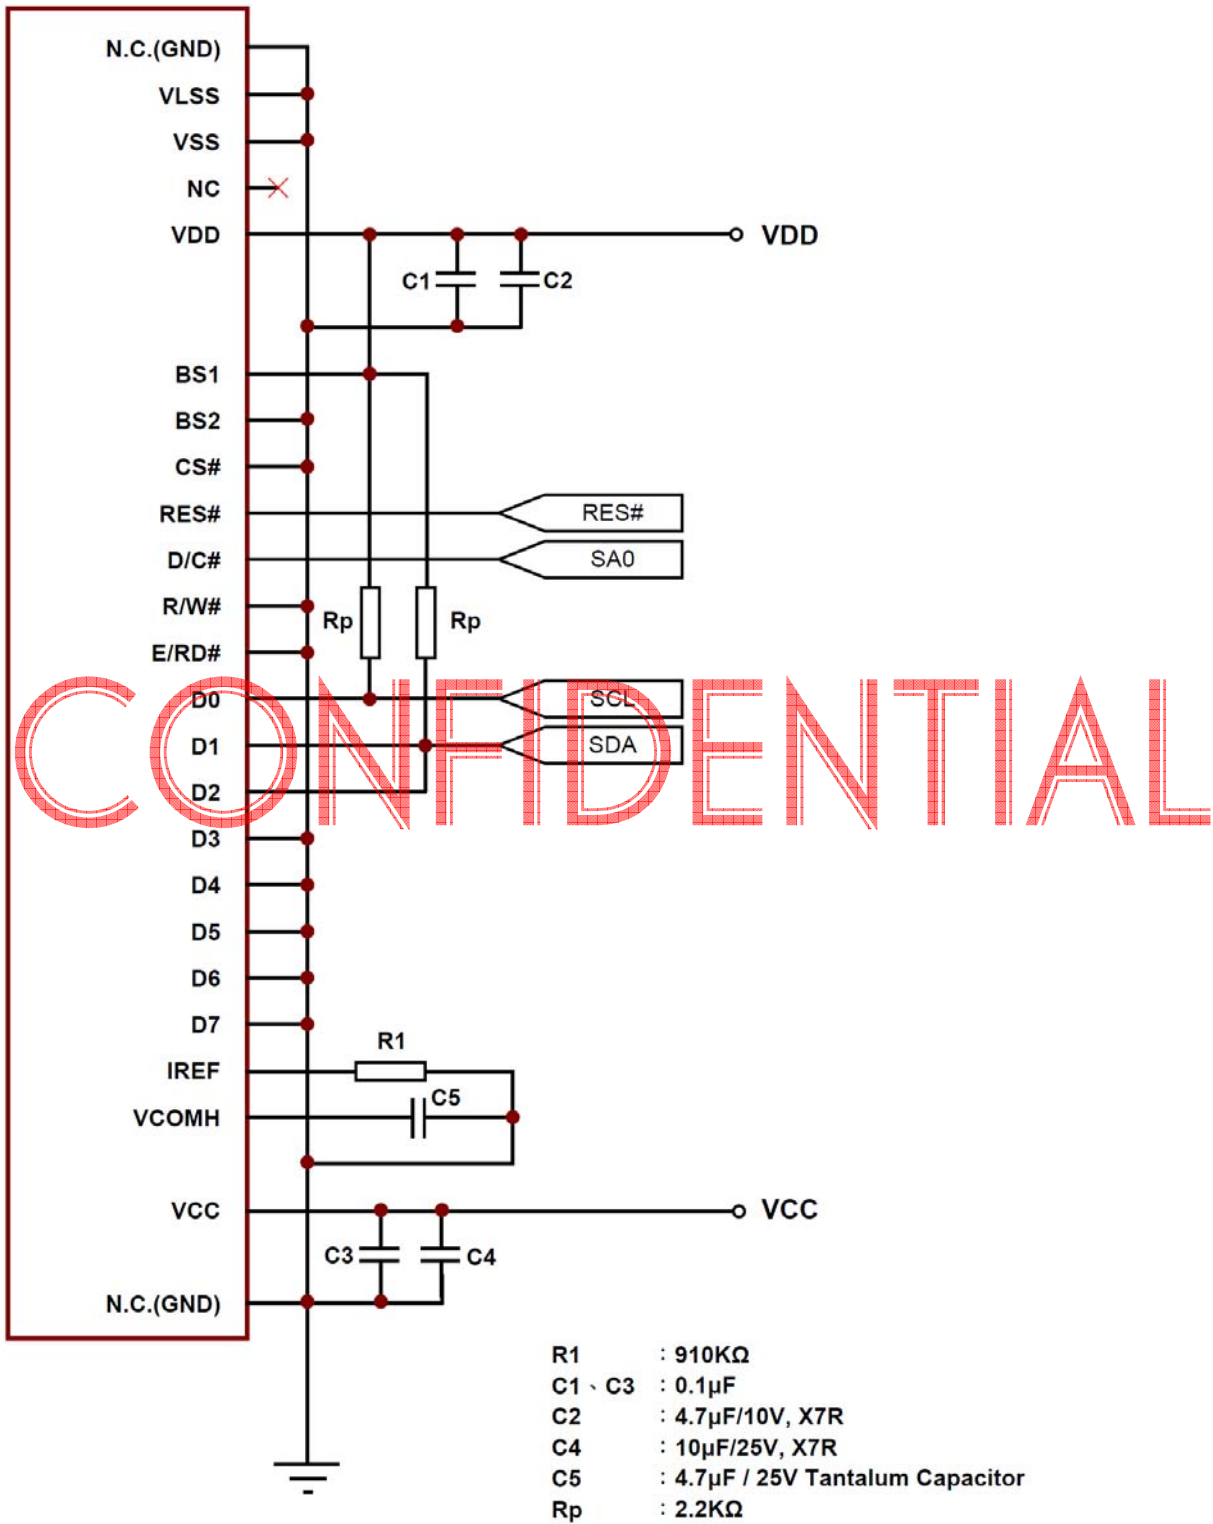 N.C.(GND)
VLSS
VSS
NC
VDD
VDD
C1
C2
BS1
BS2
CS#
RES#
RES#
D/C#
SA0
R/W#
Rp
Rp
E/RD#
D0
SCL
CONFIDENTIAL
D1
SDA
D2
D3
D4
D5
D6
D7
R1
IREF
C5
VCOMH
VCC
VCC
C3
C4
N.C.(GND)
R1 : 910KΩ
C1、C3 : 0.1μF
C2 : 4.7μF/10V, X7R
C4 : 10μF/25V, X7R
C5 : 4.7μF / 25V Tantalum Capacitor
Rp : 2.2KΩ